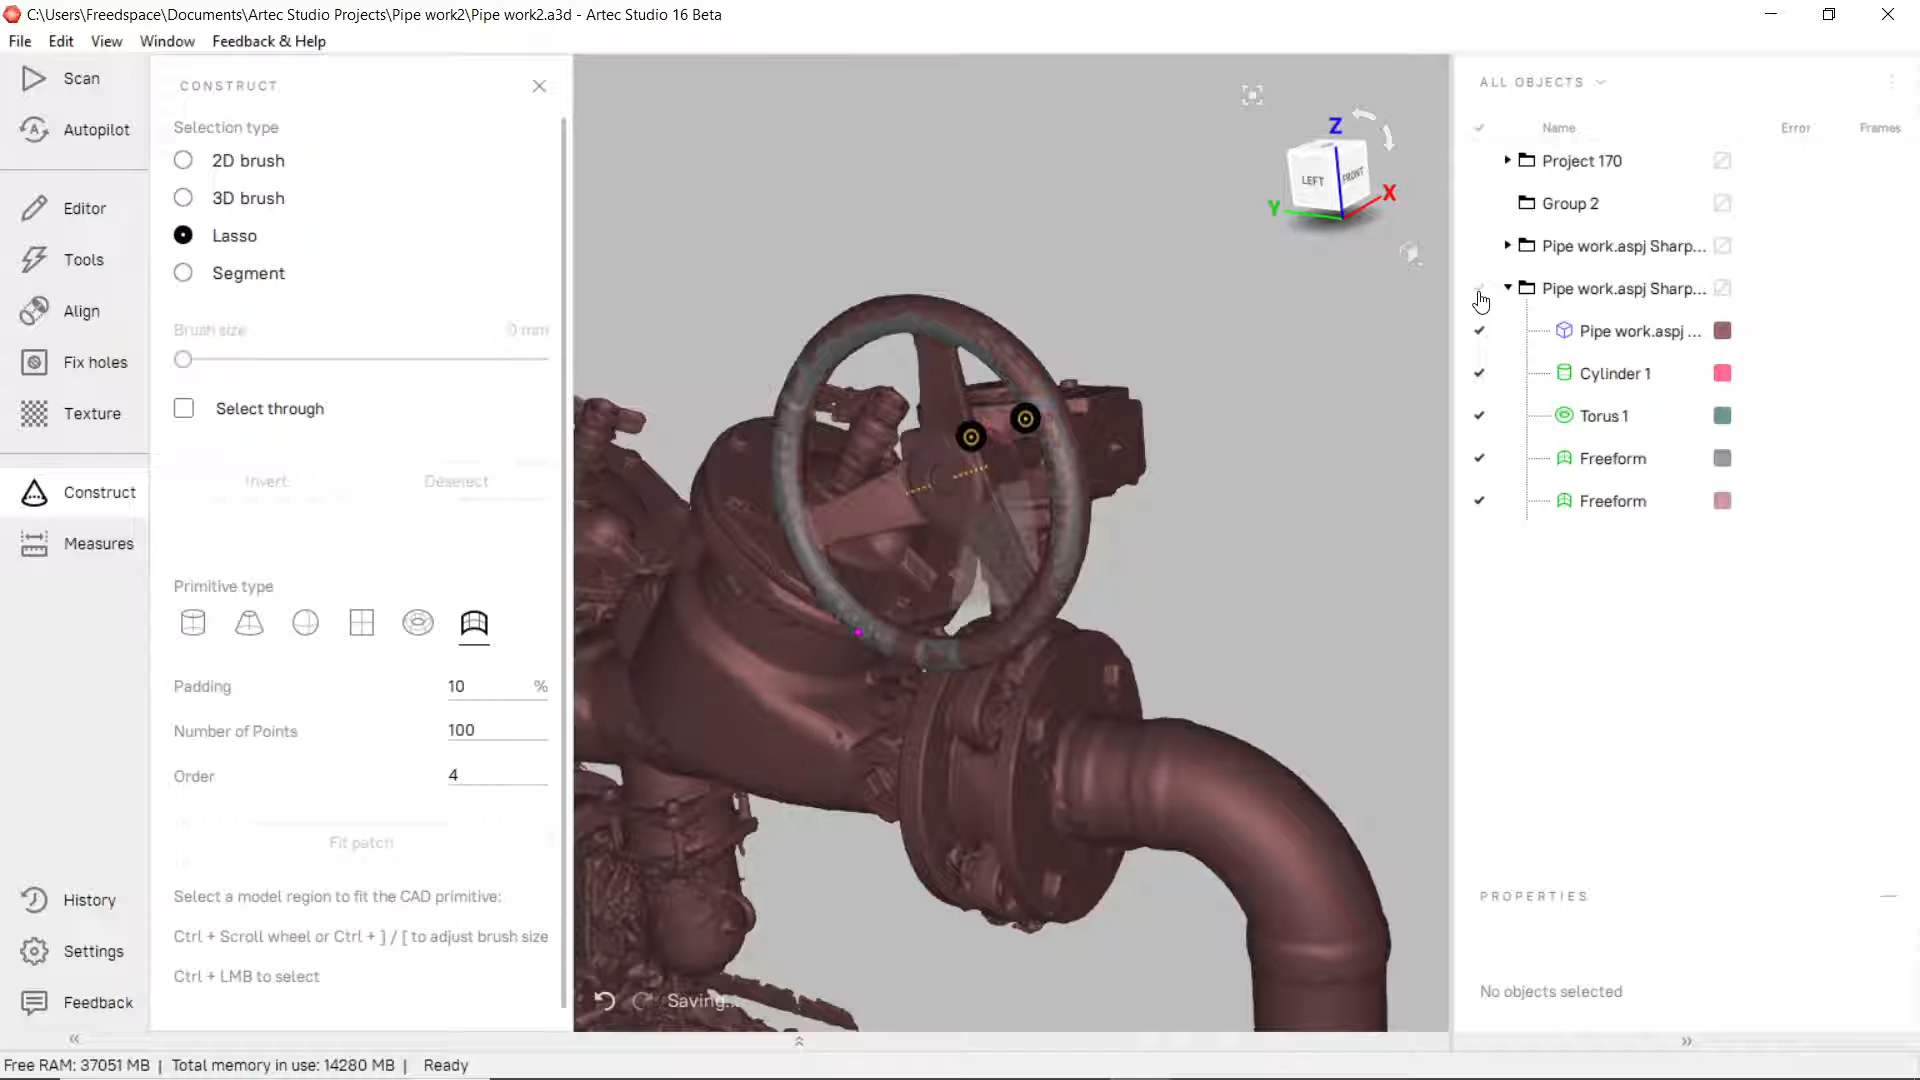 C:\Users\Freedspace\Documents\Artec Studio Projects\Pipe work2\Pipe work2.a3d - Artec Studio 16 Beta
File Edit View Window Feedback & Help
Scan
Autopilot
Editor
Tools
Align
Fix holes
Texture
Construct
Measures
History
Settings
Feedback
CONSTRUCT
Selection type
2D brush
3D brush
Lasso
Segment
Brush size 0 mm
Select through
Invert Deselect
Primitive type
Padding 10 %
Number of Points 100
Order 4
Fit patch
Select a model region to fit the CAD primitive:
Ctrl + Scroll wheel or Ctrl + ] / [ to adjust brush size
Ctrl + LMB to select
Z
LEFT FRONT
X
Y
Saving...
ALL OBJECTS
Name Error Frames
Project 170
Group 2
Pipe work.aspj Sharp...
Pipe work.aspj Sharp...
Pipe work.aspj ...
Cylinder 1
Torus 1
Freeform
Freeform
PROPERTIES
No objects selected
Free RAM: 37051 MB | Total memory in use: 14280 MB | Ready